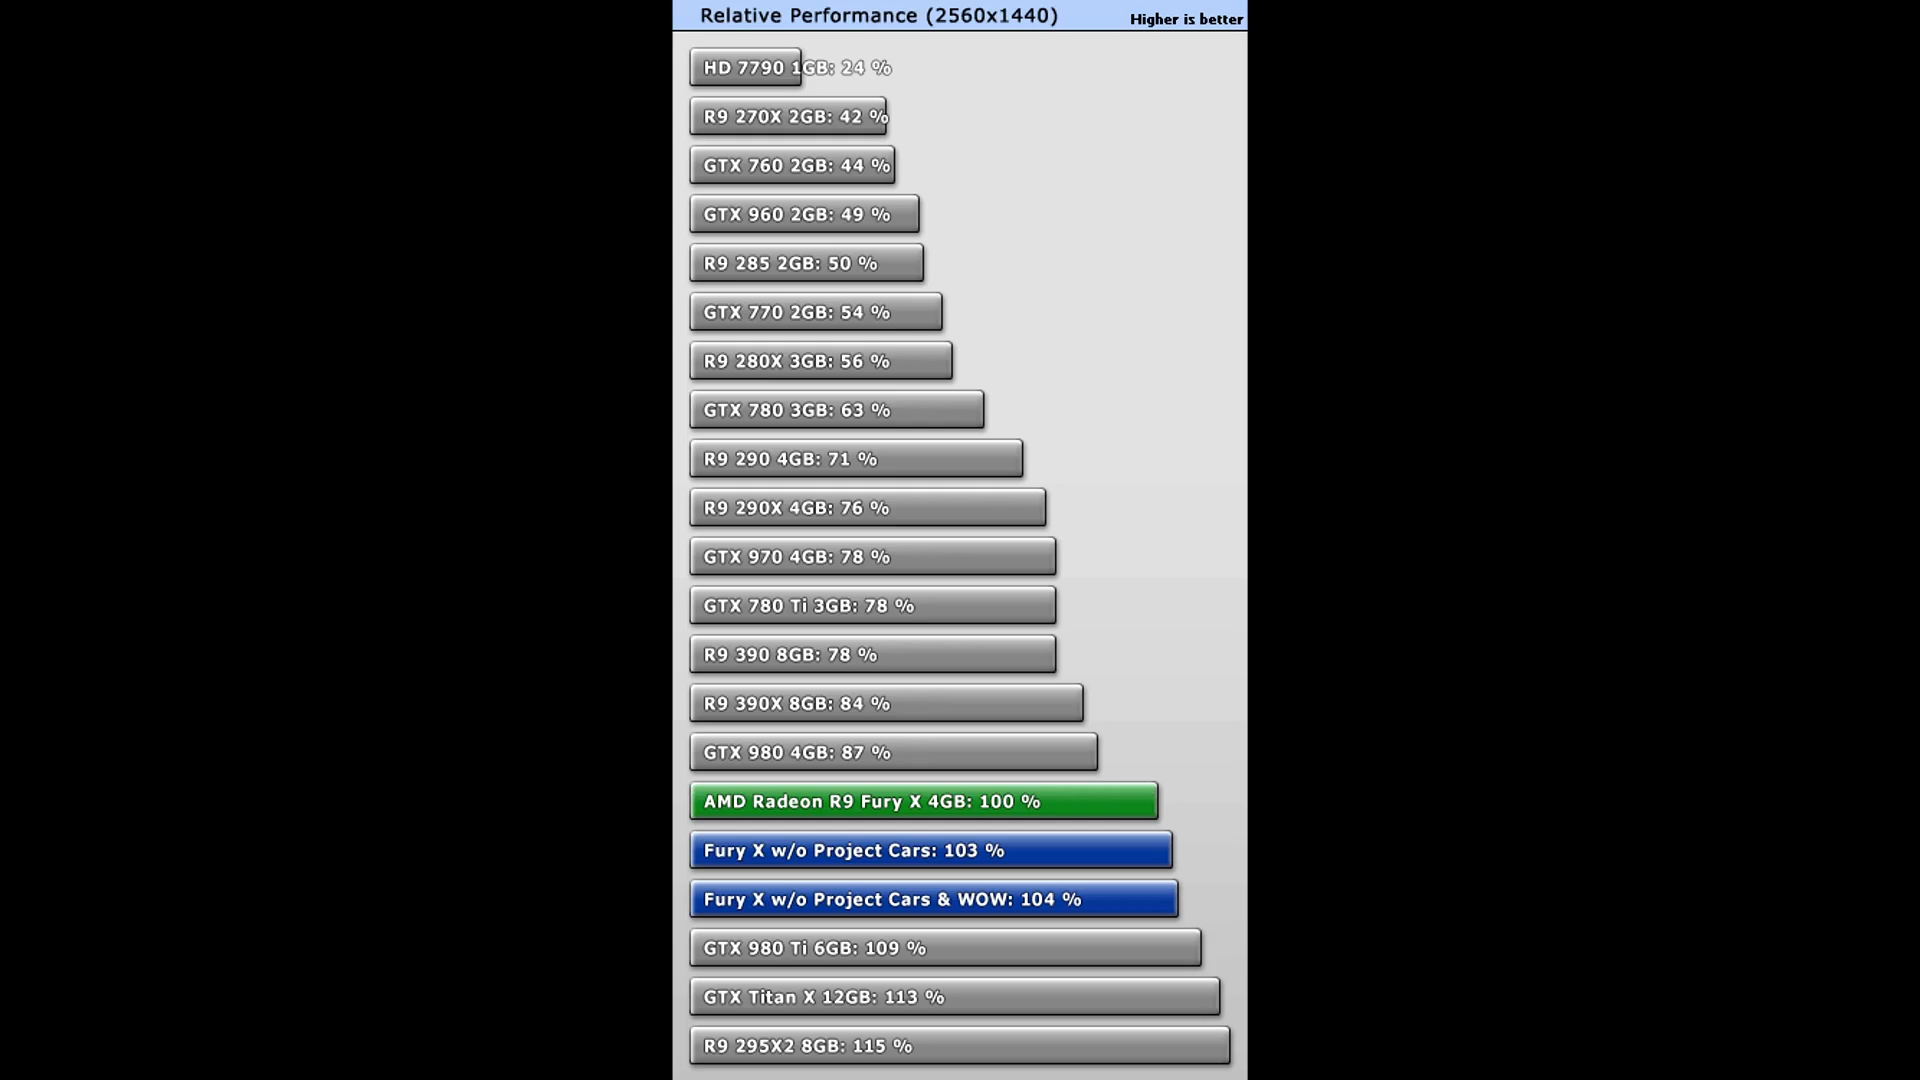 Relative Performance (2560x1440) Higher is better
HD 7790 1GB: 24 %
R9 270X 2GB: 42 %
GTX 760 2GB: 44 %
GTX 960 2GB: 49 %
R9 285 2GB: 50 %
GTX 770 2GB: 54 %
R9 280X 3GB: 56 %
GTX 780 3GB: 63 %
R9 290 4GB: 71 %
R9 290X 4GB: 76 %
GTX 970 4GB: 78 %
GTX 780 Ti 3GB: 78 %
R9 390 8GB: 78 %
R9 390X 8GB: 84 %
GTX 980 4GB: 87 %
AMD Radeon R9 Fury X 4GB: 100 %
Fury X w/o Project Cars: 103 %
Fury X w/o Project Cars & WOW: 104 %
GTX 980 Ti 6GB: 109 %
GTX Titan X 12GB: 113 %
R9 295X2 8GB: 115 %